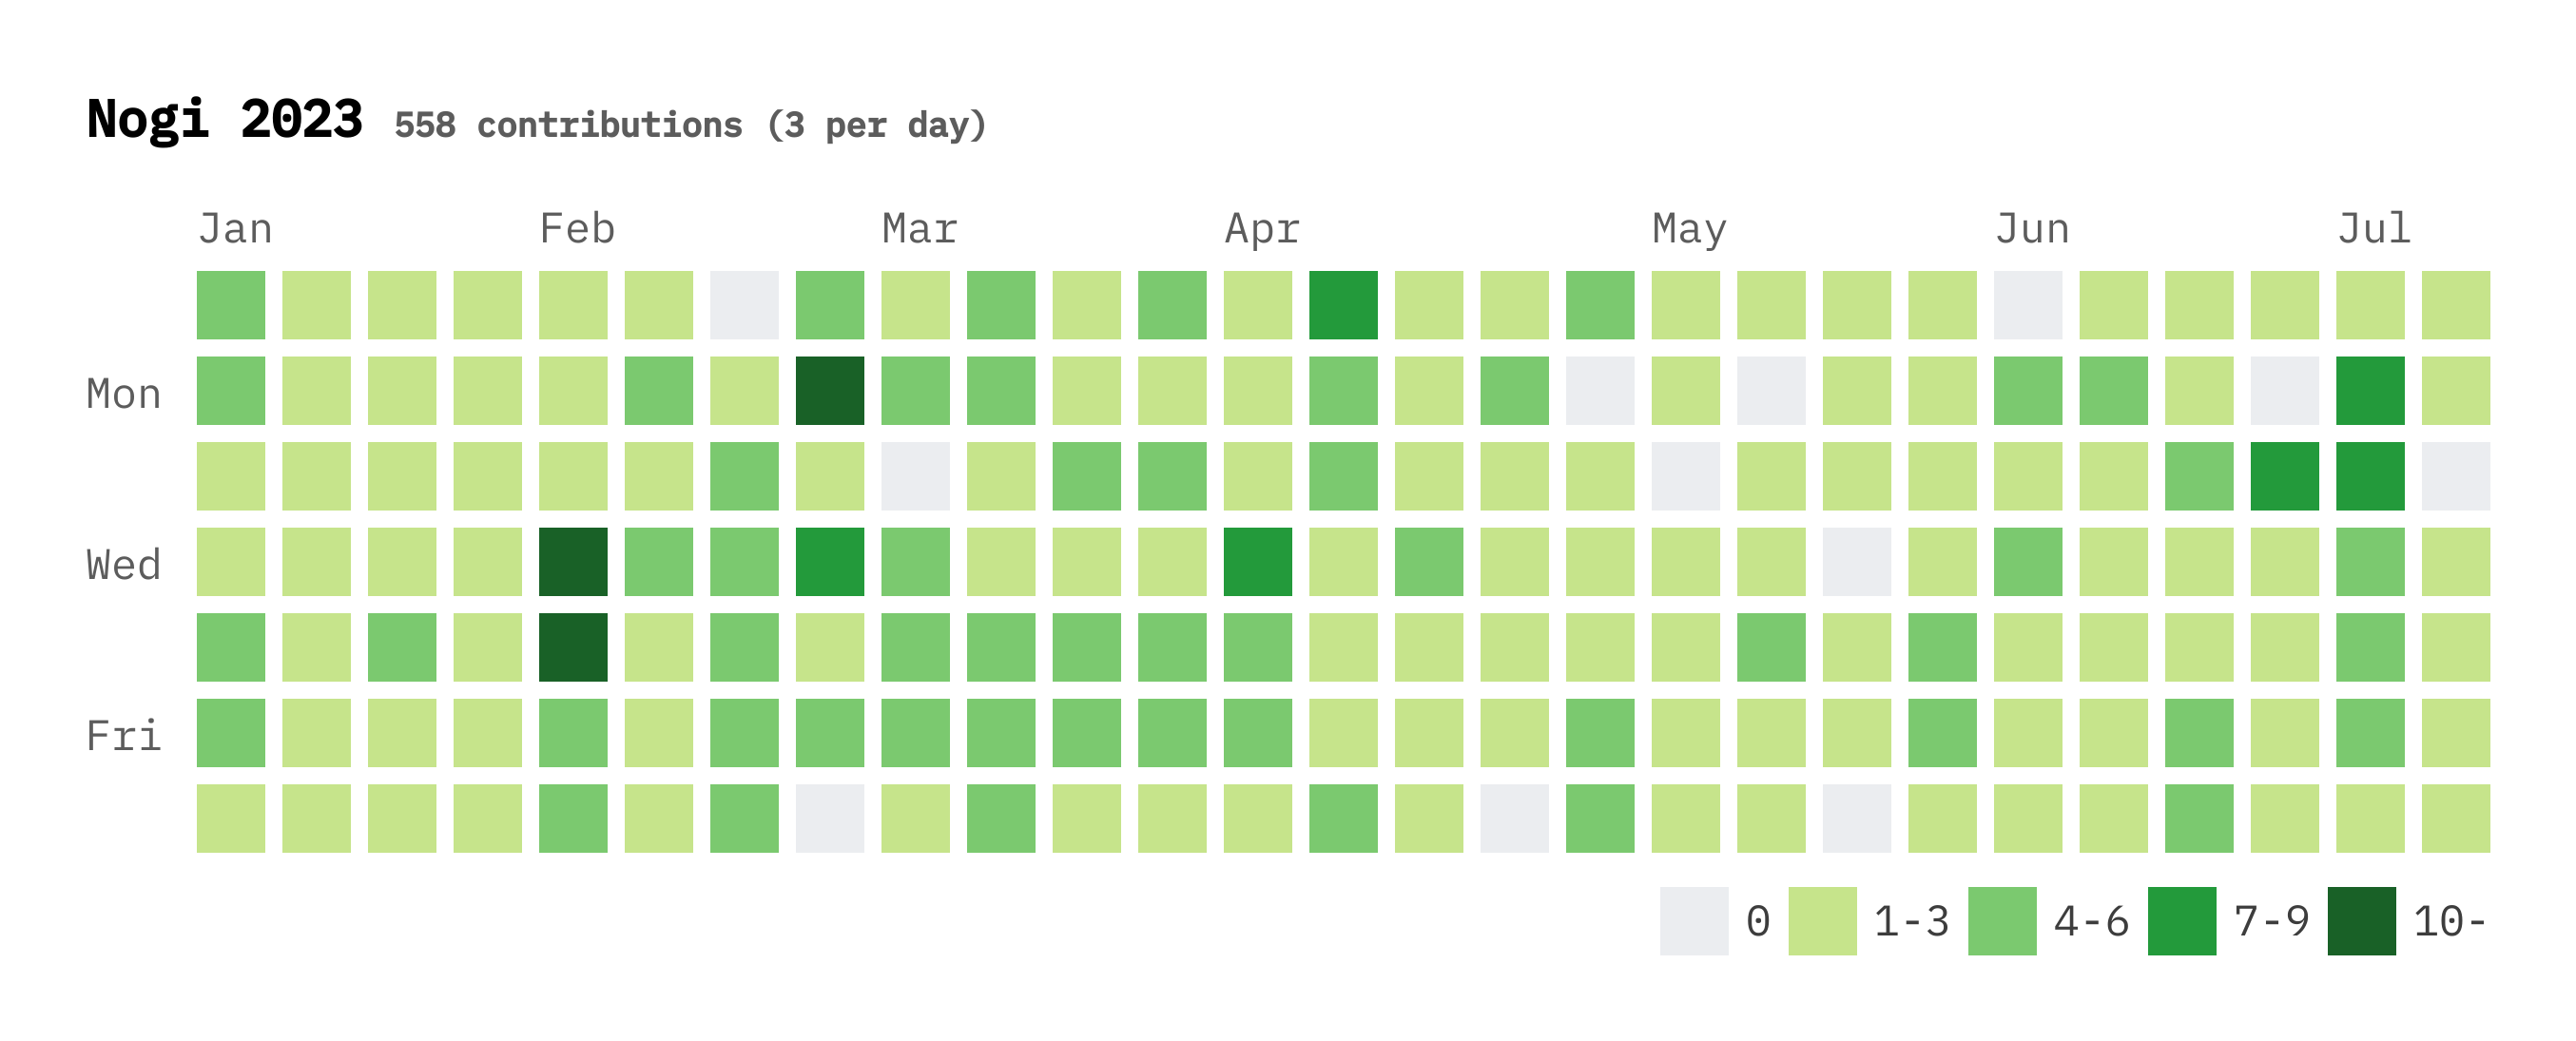 Nogi 2023 558 contributions (3 per day)
Jan Feb Mar Apr May Jun Jul
Mon
Wed
Fri
0 1-3 4-6 7-9 10-